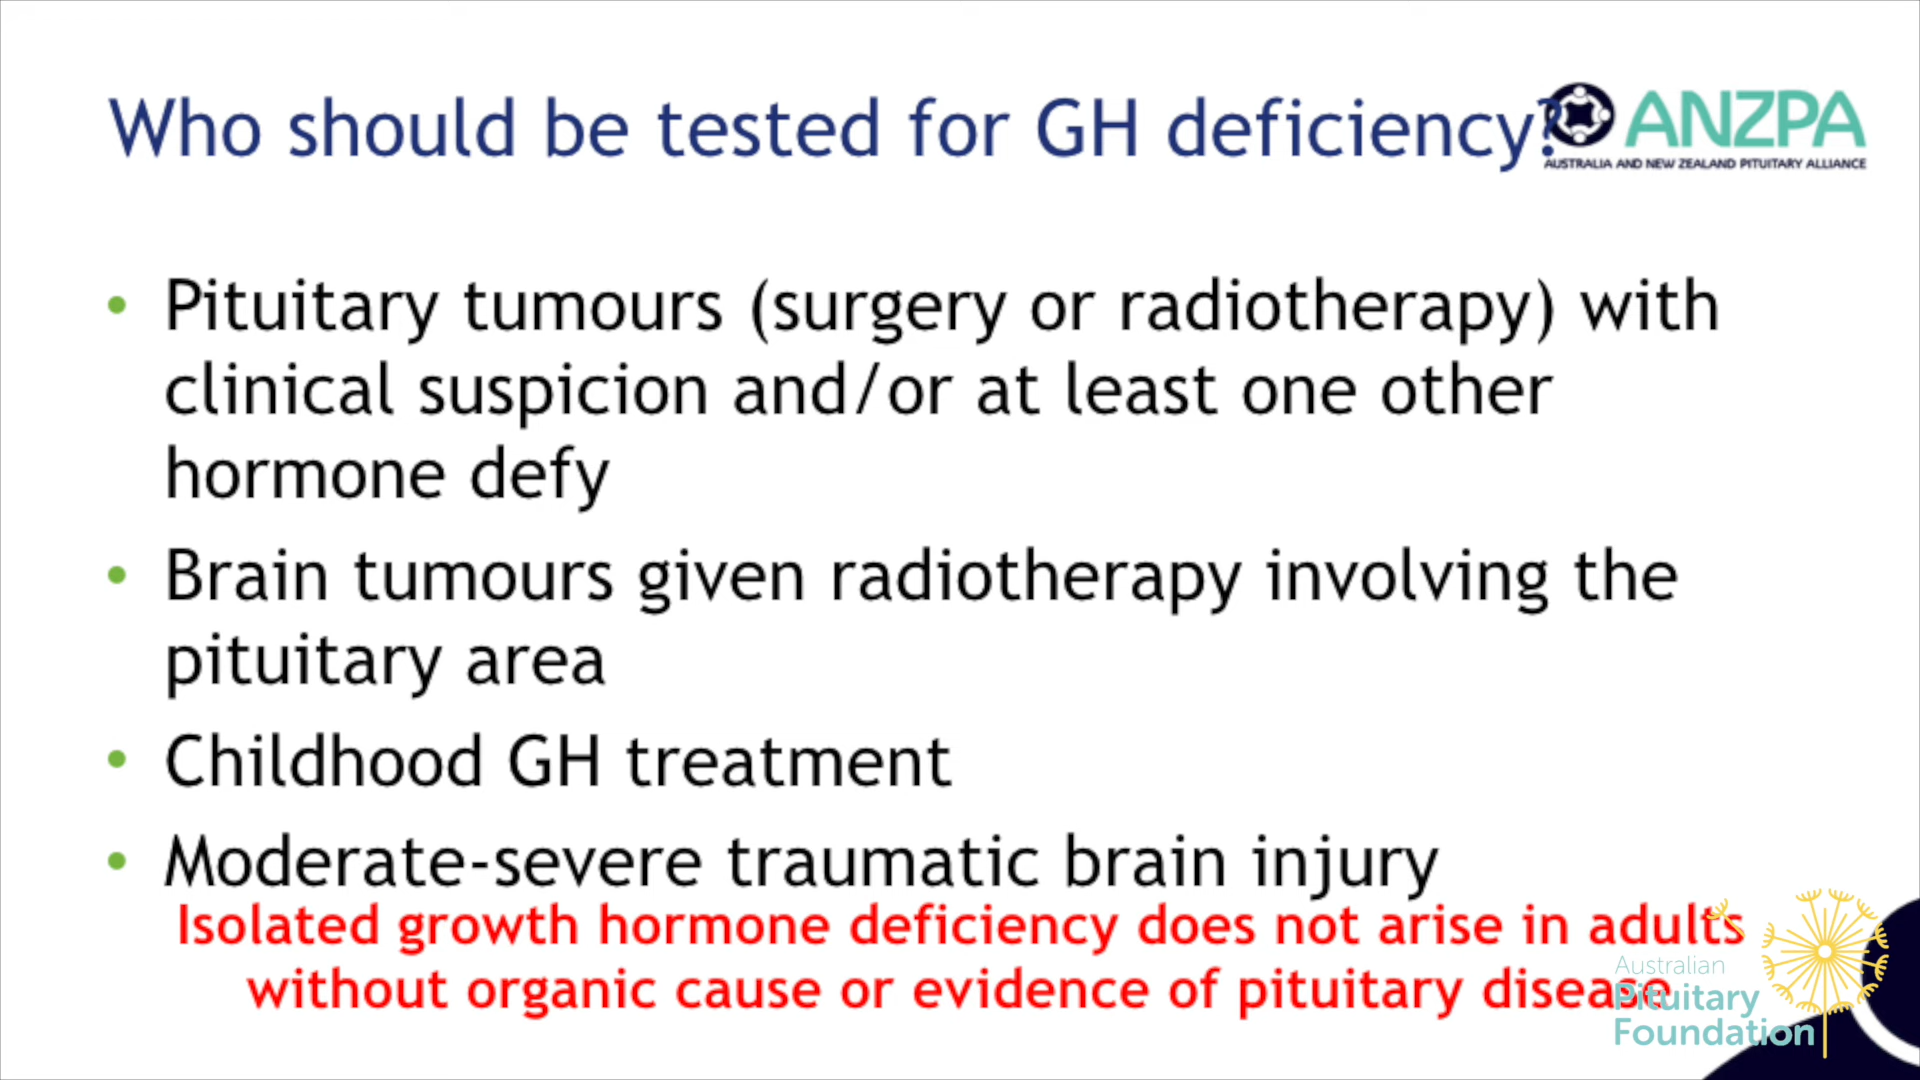 Who should be tested for GH deficiency?
ANZPA
AUSTRALIA AND NEW ZEALAND PITUITARY ALLIANCE
• Pituitary tumours (surgery or radiotherapy) with
clinical suspicion and/or at least one other
hormone defy
• Brain tumours given radiotherapy involving the
pituitary area
• Childhood GH treatment
• Moderate-severe traumatic brain injury
Isolated growth hormone deficiency does not arise in adults
without organic cause or evidence of pituitary disease
Australian
Pituitary
Foundation